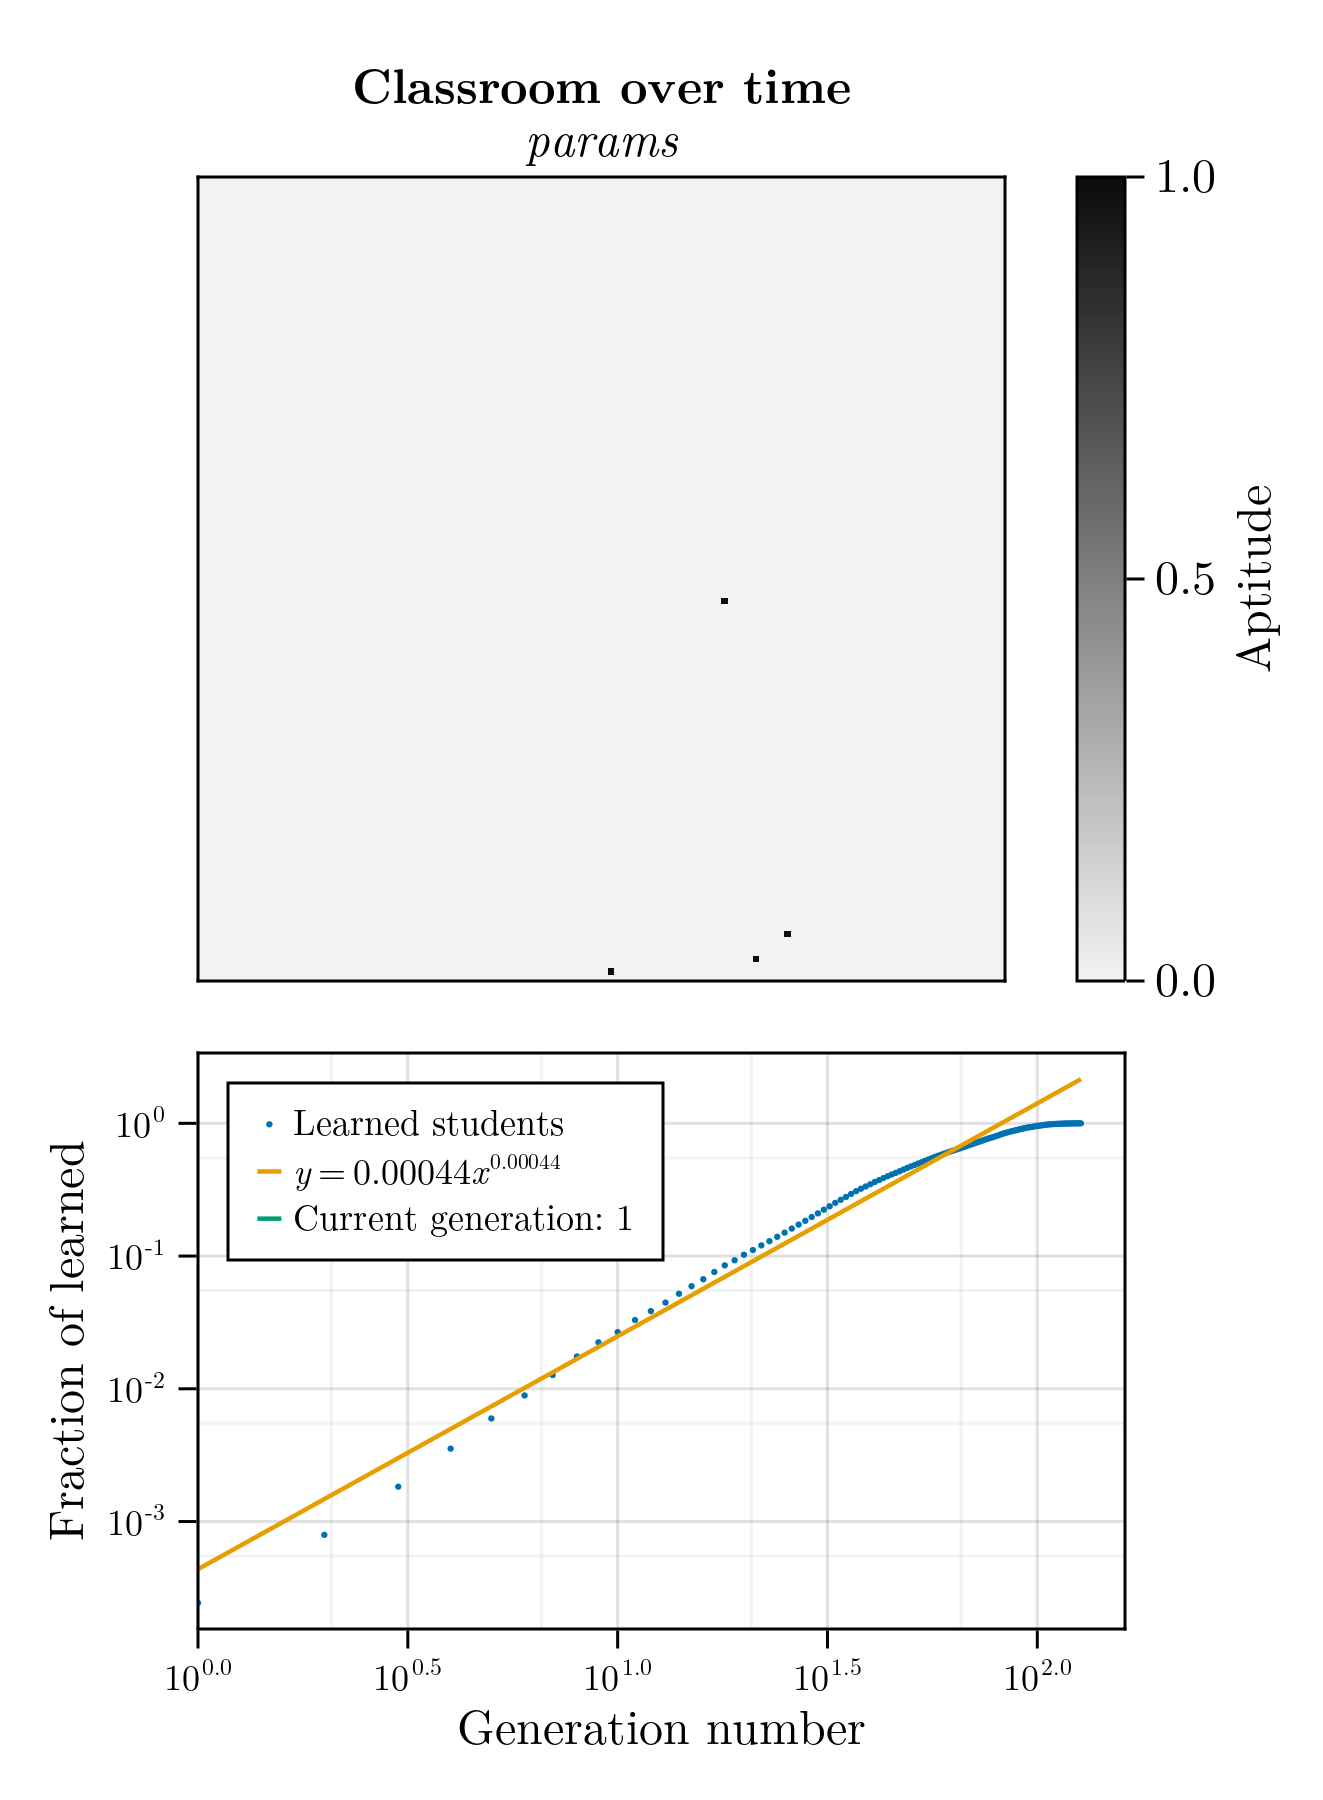 Classroom over time
params
1.0
0.5
0.0
Aptitude
Learned students
y = 0.00044x^0.00044
Current generation: 1
10^0
10^-1
10^-2
10^-3
Fraction of learned
10^0.0 10^0.5 10^1.0 10^1.5 10^2.0
Generation number